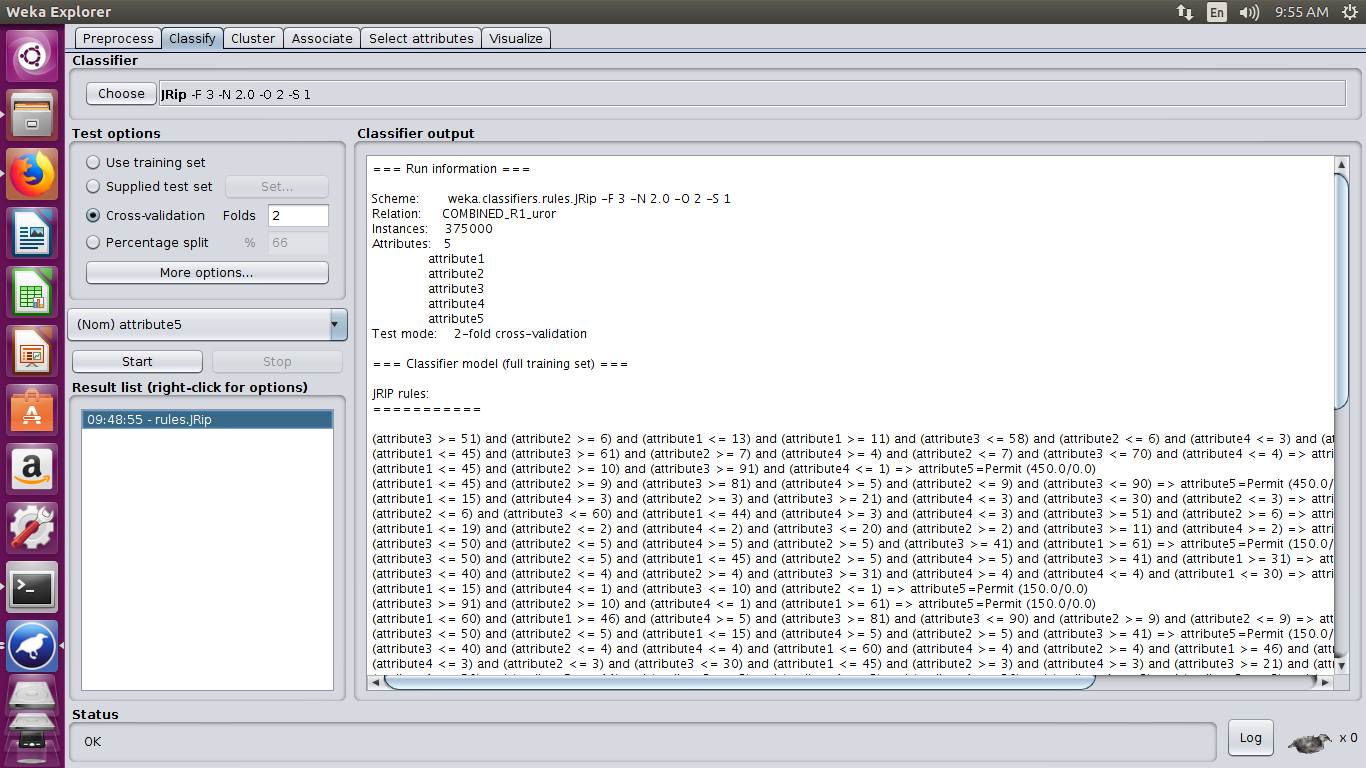 Weka Explorer
En
9:55 AM
Preprocess Classify Cluster Associate Select attributes Visualize
Classifier
Choose JRip -F 3 -N 2.0 -O 2 -S 1
Test options
Use training set
Supplied test set Set...
Cross-validation Folds 2
Percentage split % 66
More options...
(Nom) attribute5
Start Stop
Result list (right-click for options)
09:48:55 - rules.JRip
Classifier output
=== Run information ===
Scheme: weka.classifiers.rules.JRip -F 3 -N 2.0 -O 2 -S 1
Relation: COMBINED_R1_uror
Instances: 375000
Attributes: 5
attribute1
attribute2
attribute3
attribute4
attribute5
Test mode: 2-fold cross-validation
=== Classifier model (full training set) ===
JRIP rules:
===========
(attribute3 >= 51) and (attribute2 >= 6) and (attribute1 <= 13) and (attribute1 >= 11) and (attribute3 <= 58) and (attribute2 <= 6) and (attribute4 <= 3) and (at
(attribute1 <= 45) and (attribute3 >= 61) and (attribute2 >= 7) and (attribute4 >= 4) and (attribute2 <= 7) and (attribute3 <= 70) and (attribute4 <= 4) => attri
(attribute1 <= 45) and (attribute2 >= 10) and (attribute3 >= 91) and (attribute4 <= 1) => attribute5=Permit (450.0/0.0)
(attribute1 <= 45) and (attribute2 >= 9) and (attribute3 >= 81) and (attribute4 >= 5) and (attribute2 <= 9) and (attribute3 <= 90) => attribute5=Permit (450.0/
(attribute1 <= 15) and (attribute4 >= 3) and (attribute2 >= 3) and (attribute3 >= 21) and (attribute4 <= 3) and (attribute3 <= 30) and (attribute2 <= 3) => attri
(attribute2 <= 6) and (attribute3 <= 60) and (attribute1 <= 44) and (attribute4 >= 3) and (attribute4 <= 3) and (attribute3 >= 51) and (attribute2 >= 6) => attri
(attribute1 <= 19) and (attribute2 <= 2) and (attribute4 <= 2) and (attribute3 <= 20) and (attribute2 >= 2) and (attribute3 >= 11) and (attribute4 >= 2) => attri
(attribute3 <= 50) and (attribute2 <= 5) and (attribute4 >= 5) and (attribute2 >= 5) and (attribute3 >= 41) and (attribute1 >= 61) => attribute5=Permit (150.0/
(attribute3 <= 50) and (attribute2 <= 5) and (attribute1 <= 45) and (attribute2 >= 5) and (attribute4 >= 5) and (attribute3 >= 41) and (attribute1 >= 31) => attri
(attribute3 <= 40) and (attribute2 <= 4) and (attribute2 >= 4) and (attribute3 >= 31) and (attribute4 >= 4) and (attribute4 <= 4) and (attribute1 <= 30) => attri
(attribute1 <= 15) and (attribute4 <= 1) and (attribute3 <= 10) and (attribute2 <= 1) => attribute5=Permit (150.0/0.0)
(attribute3 >= 91) and (attribute2 >= 10) and (attribute4 <= 1) and (attribute1 >= 61) => attribute5=Permit (150.0/0.0)
(attribute1 <= 60) and (attribute1 >= 46) and (attribute4 >= 5) and (attribute3 >= 81) and (attribute3 <= 90) and (attribute2 >= 9) and (attribute2 <= 9) => attri
(attribute3 <= 50) and (attribute2 <= 5) and (attribute1 <= 15) and (attribute4 >= 5) and (attribute2 >= 5) and (attribute3 >= 41) => attribute5=Permit (150.0/
(attribute3 <= 40) and (attribute2 <= 4) and (attribute4 <= 4) and (attribute1 <= 60) and (attribute4 >= 4) and (attribute2 >= 4) and (attribute1 >= 46) and (att
(attribute4 <= 3) and (attribute2 <= 3) and (attribute3 <= 30) and (attribute1 <= 45) and (attribute2 >= 3) and (attribute4 >= 3) and (attribute3 >= 21) and (att
Status
OK
Log
x 0